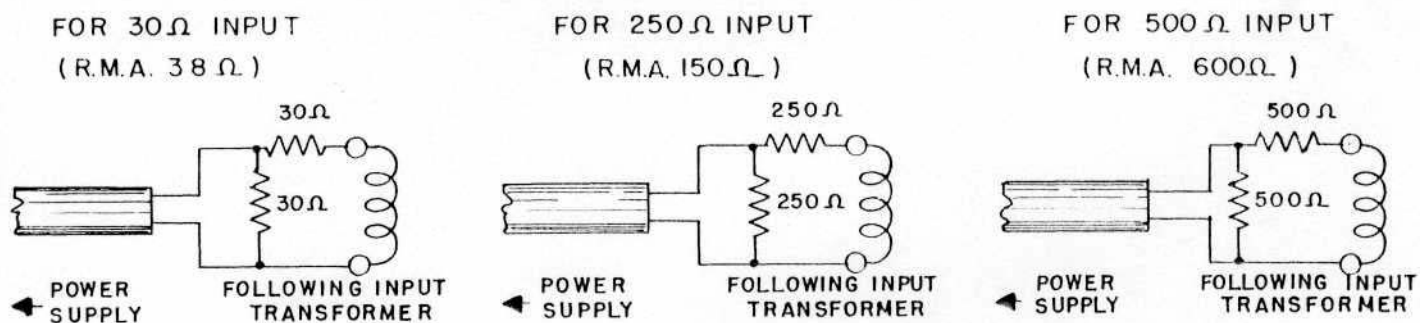 FOR 30Ω INPUT
(R.M.A. 38Ω)
30Ω
30Ω
POWER
SUPPLY
FOLLOWING INPUT
TRANSFORMER
FOR 250Ω INPUT
(R.M.A. 150Ω)
250Ω
250Ω
POWER
SUPPLY
FOLLOWING INPUT
TRANSFORMER
FOR 500Ω INPUT
(R.M.A. 600Ω)
500Ω
500Ω
POWER
SUPPLY
FOLLOWING INPUT
TRANSFORMER